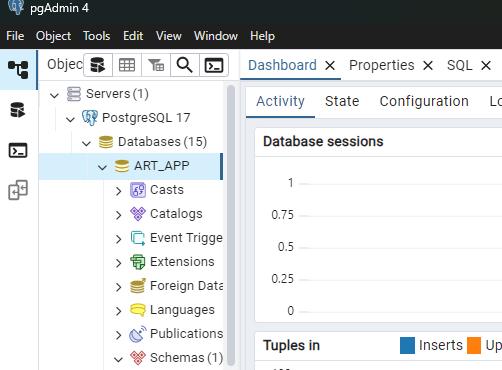 pgAdmin 4
File Object Tools Edit View Window Help
Objec
Dashboard Properties SQL
Servers (1)
PostgreSQL 17
Databases (15)
ART_APP
Casts
Catalogs
Event Trigge
Extensions
Foreign Data
Languages
Publications
Schemas (1)
Activity State Configuration Lo
Database sessions
1
0.75
0.5
0.25
0
Tuples in Inserts Up